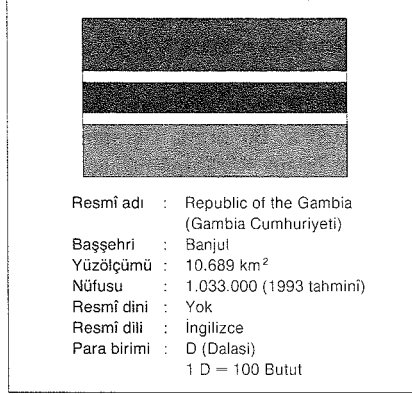 Resmî adı : Republic of the Gambia
(Gambia Cumhuriyeti)
Başşehri : Banjul
Yüzölçümü : 10.689 km²
Nüfusu : 1.033.000 (1993 tahminî)
Resmî dini : Yok
Resmî dili : İngilizce
Para birimi : D (Dalasi)
1 D = 100 Butut